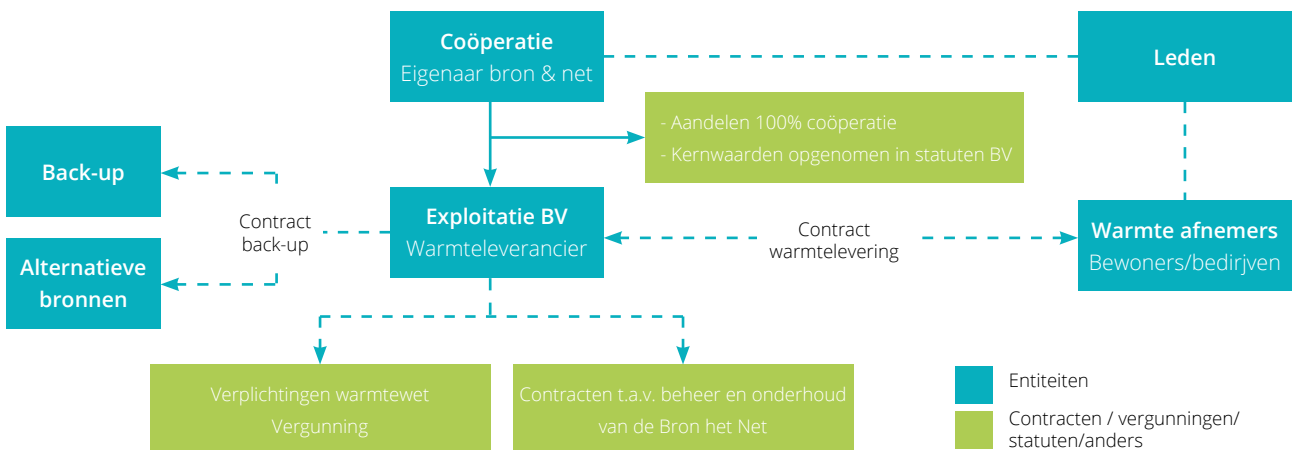 Coöperatie
Eigenaar bron & net
Leden
- Aandelen 100% coöperatie
- Kernwaarden opgenomen in statuten BV
Back-up
Contract
back-up
Exploitatie BV
Warmteleverancier
Contract
warmtelevering
Warmte afnemers
Bewoners/bedirjven
Alternatieve
bronnen
Verplichtingen warmtewet
Vergunning
Contracten t.a.v. beheer en onderhoud
van de Bron het Net
Entiteiten
Contracten / vergunningen/
statuten/anders